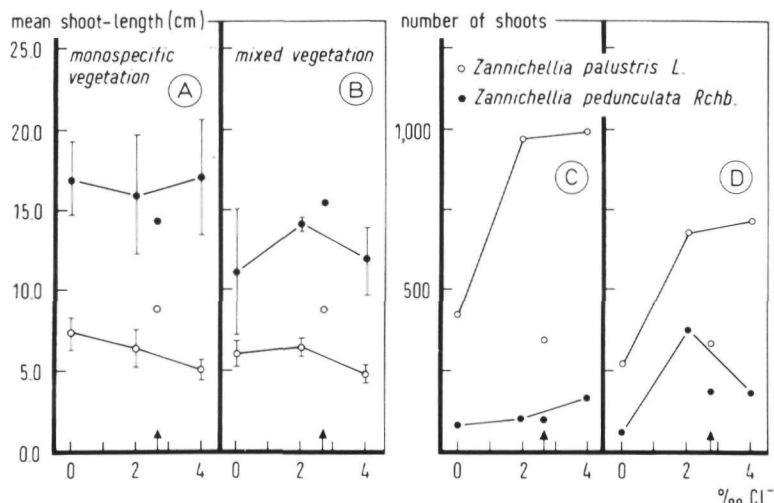 mean shoot-length (cm)
number of shoots
25.0
20.0
15.0
10.0
5.0
0.0
monospecific
vegetation
A
mixed vegetation
B
Zannichellia palustris L.
Zannichellia pedunculata Rchb.
1,000
500
C
D
0 2 4
0 2 4
0 2 4
0 2 4
‰ Cl⁻